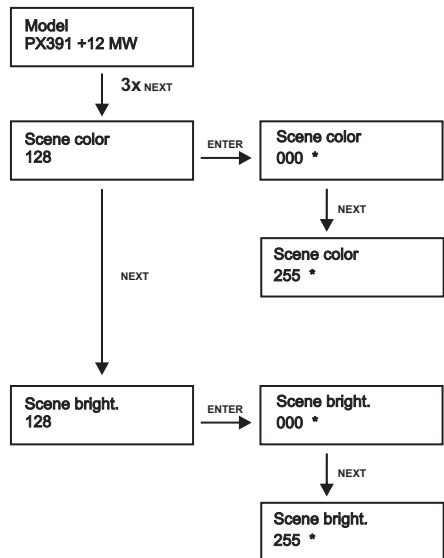 Model
PX391 +12 MW
3x NEXT
Scene color
128
ENTER
Scene color
000 *
NEXT
Scene color
255 *
NEXT
Scene bright.
128
ENTER
Scene bright.
000 *
NEXT
Scene bright.
255 *